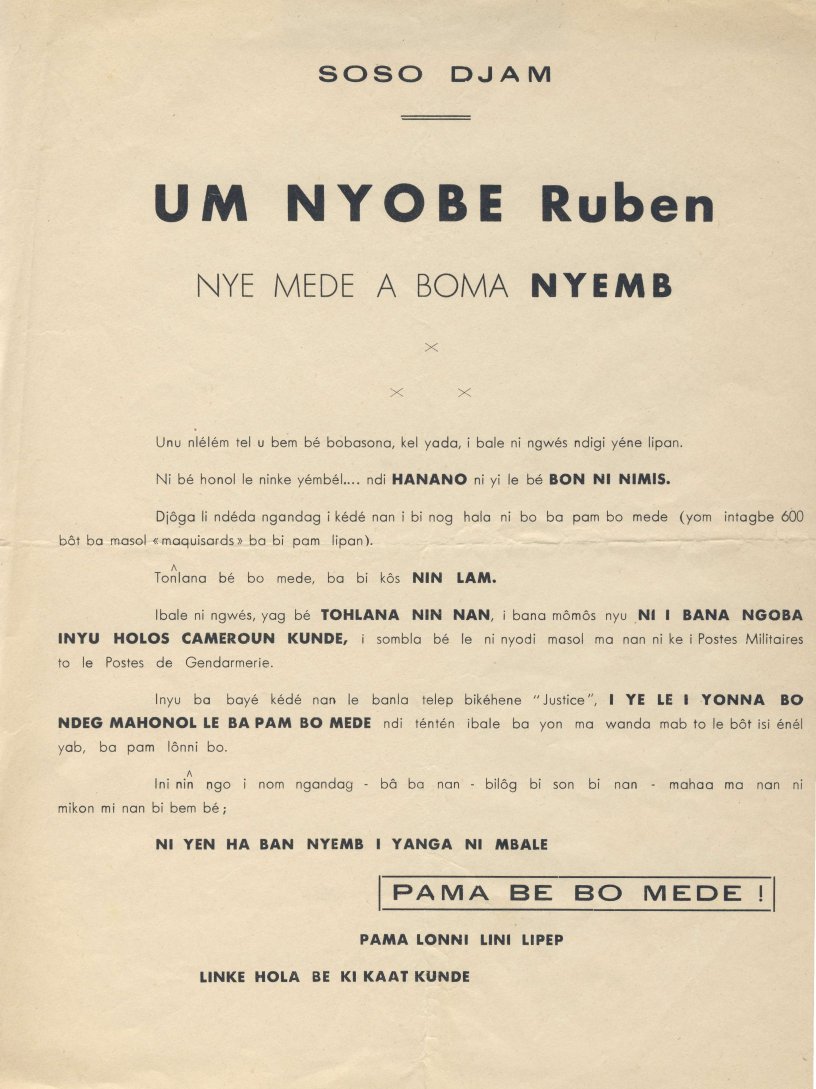 SOSO DJAM
UM NYOBE Ruben
NYE MEDE A BOMA NYEMB
Unu nlélém tel u bem bé bobasona, kel yada, i bale ni ngwés ndigi yéne lipan.
Ni bé honol le ninke yémbél.... ndi HANANO ni yi le bé BON NI NIMIS.
Djôga li ndéda ngandag i kédé nan i bi nog hala ni bo ba pam bo mede (yom intagbe 600
bôt ba masol « maquisards » ba bi pam lipan).
Ton̂lana bé bo mede, ba bi kôs NIN LAM.
Ibale ni ngwés, yag bé TOHLANA NIN NAN, i bana mômôs nyu NI I BANA NGOBA
INYU HOLOS CAMEROUN KUNDE, i sombla bé le ni nyodi masol ma nan ni ke i Postes Militaires
to le Postes de Gendarmerie.
Inyu ba bayé kédé nan le banla telep bikéhene "Justice", I YE LE I YONNA BO
NDEG MAHONOL LE BA PAM BO MEDE ndi téntén ibale ba yon ma wanda mab to le bôt isi énél
yab, ba pam lônni bo.
Ini nin̂ ngo i nom ngandag - bâ ba nan - bilôg bi son bi nan - mahaa ma nan ni
mikon mi nan bi bem bé ;
NI YEN HA BAN NYEMB I YANGA NI MBALE
PAMA BE BO MEDE !
PAMA LONNI LINI LIPEP
LINKE HOLA BE KI KAAT KUNDE